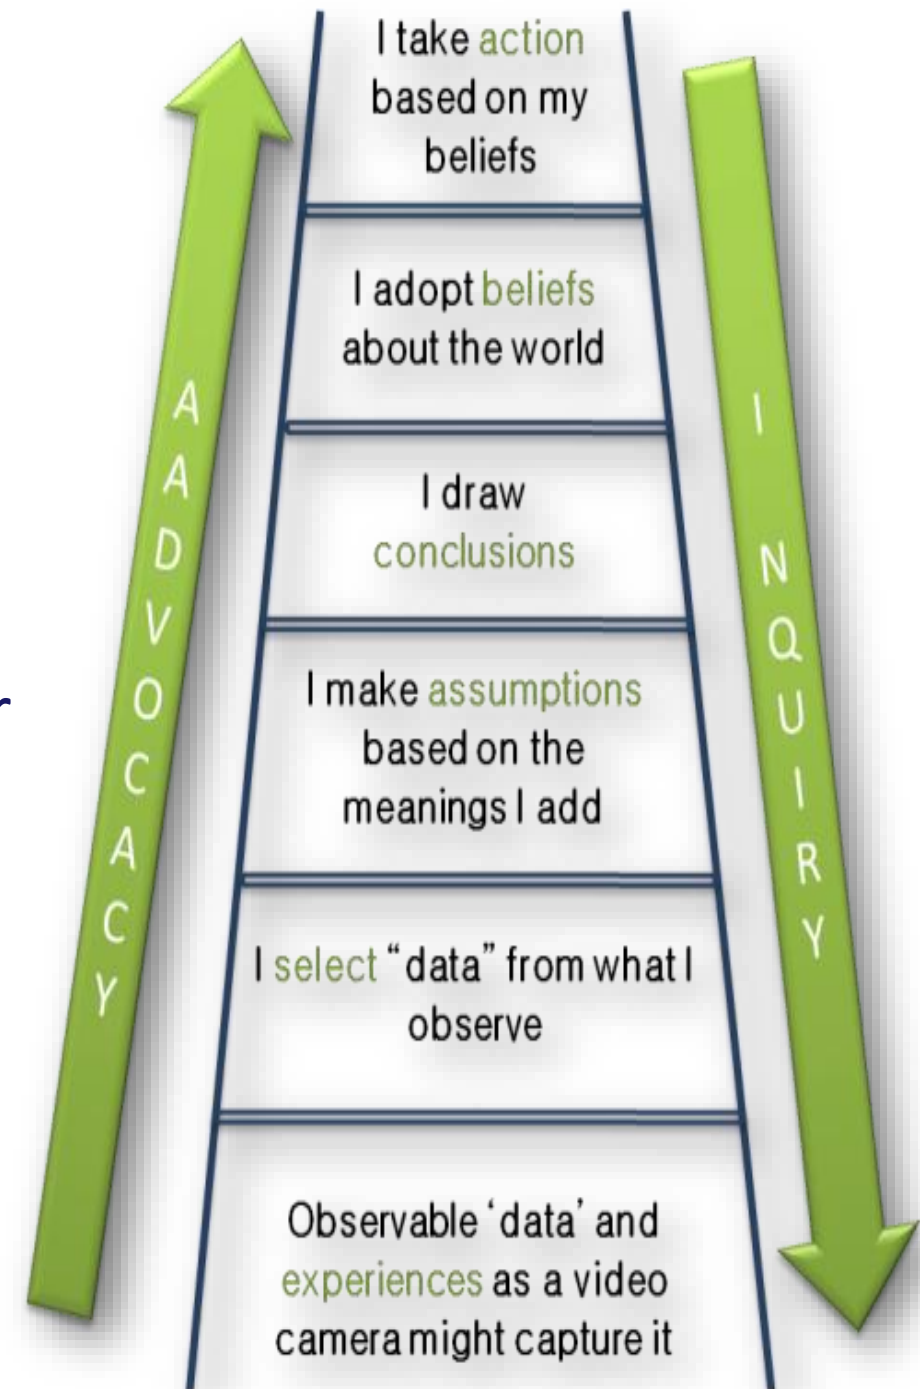 I take action
based on my
beliefs
I adopt beliefs
about the world
I draw
conclusions
I make assumptions
based on the
meanings I add
I select “data” from what I
observe
Observable ‘data’ and
experiences as a video
camera might capture it
AADVOCACY
INQUIRY
r